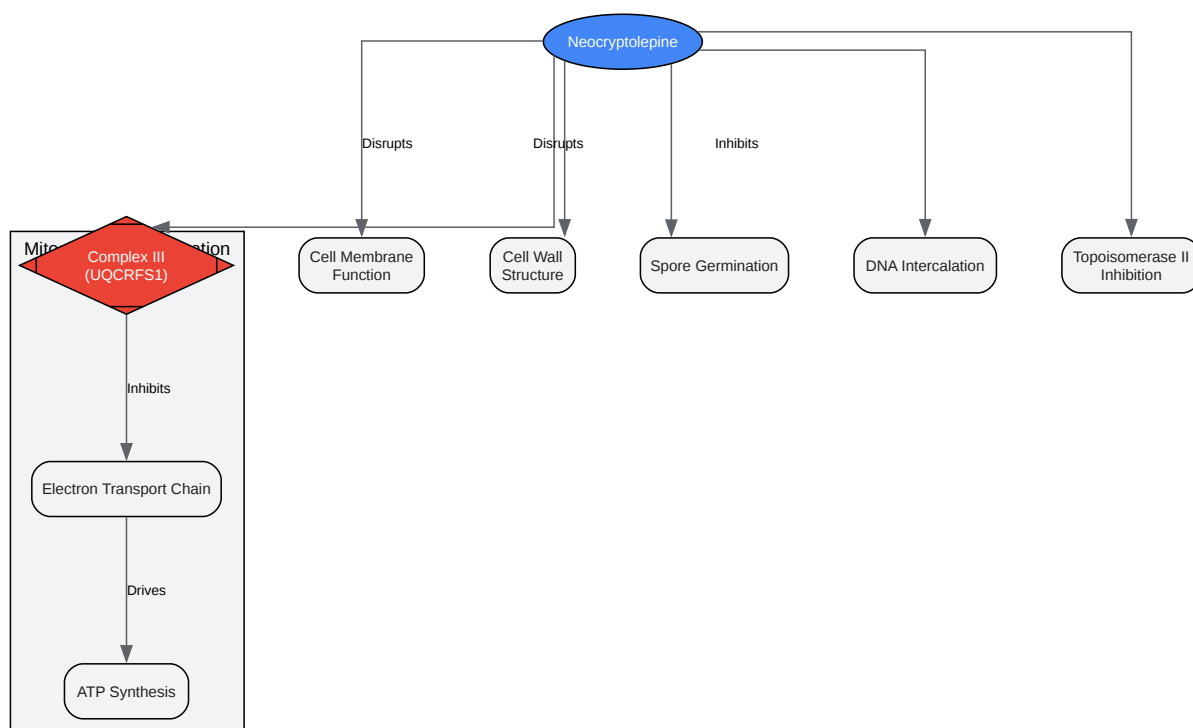 Neocryptolepine
Disrupts
Disrupts
Inhibits
Complex III
(UQCRFS1)
Cell Membrane
Function
Cell Wall
Structure
Spore Germination
DNA Intercalation
Topoisomerase II
Inhibition
Inhibits
Electron Transport Chain
Drives
ATP Synthesis